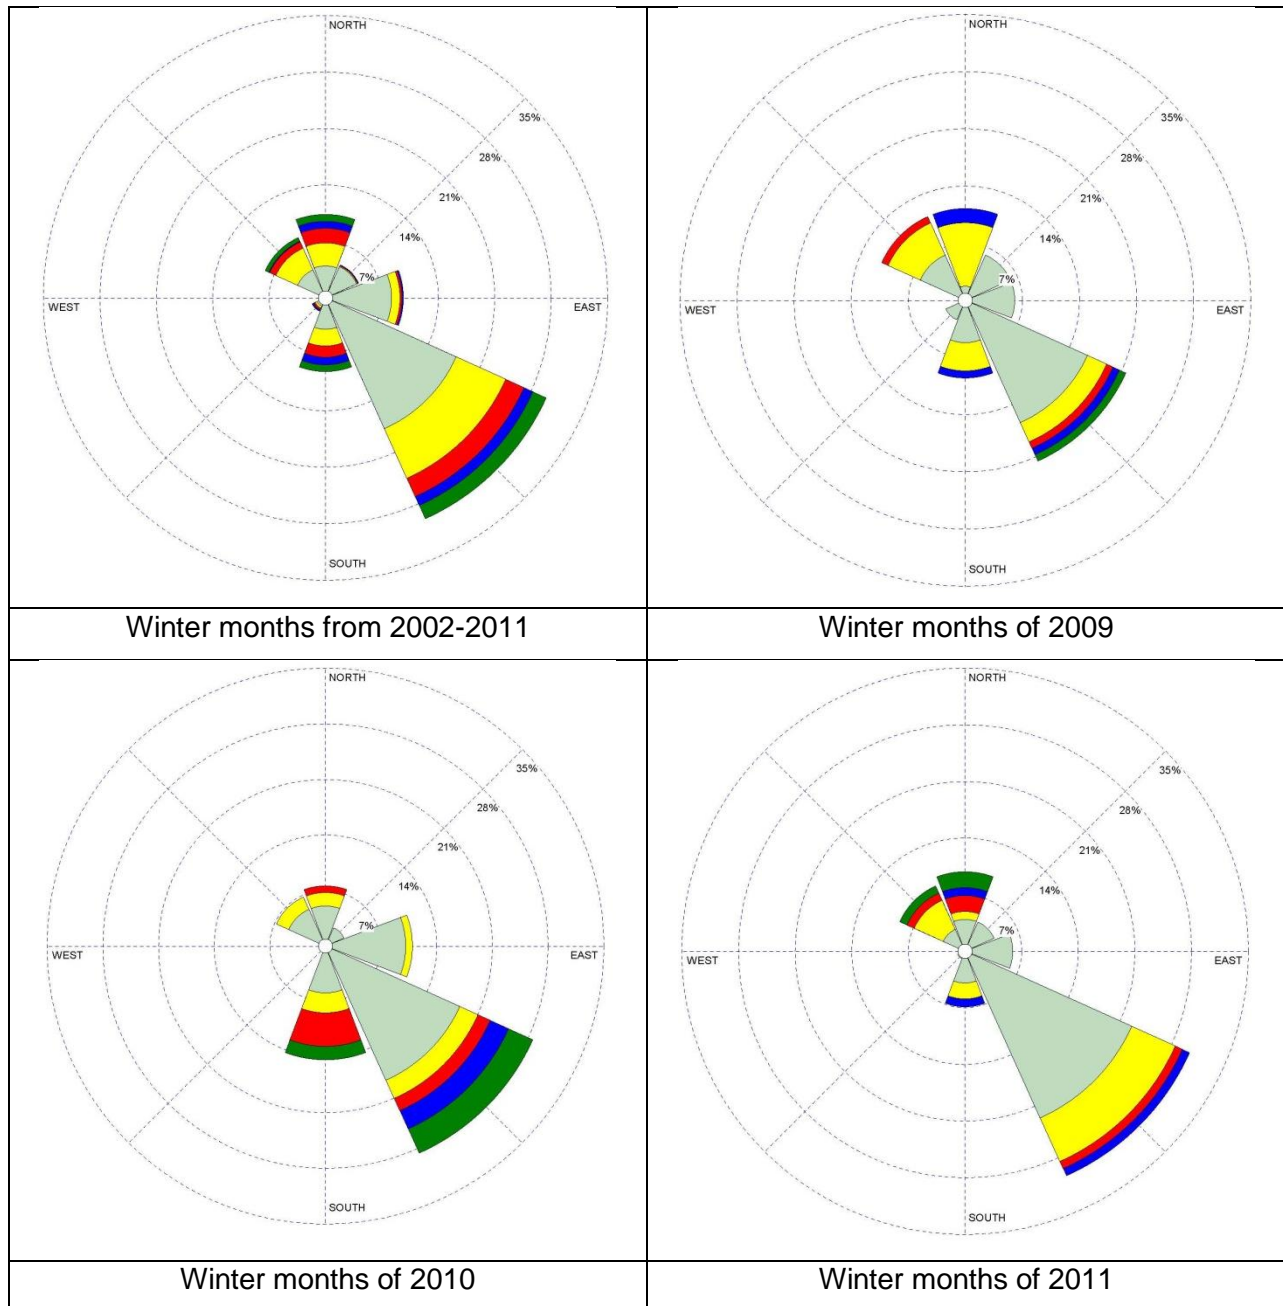 NORTH
35%
28%
21%
14%
7%
WEST
EAST
SOUTH
Winter months from 2002-2011
NORTH
35%
28%
21%
14%
7%
WEST
EAST
SOUTH
Winter months of 2009
NORTH
35%
28%
21%
14%
7%
WEST
EAST
SOUTH
Winter months of 2010
NORTH
35%
28%
21%
14%
7%
WEST
EAST
SOUTH
Winter months of 2011